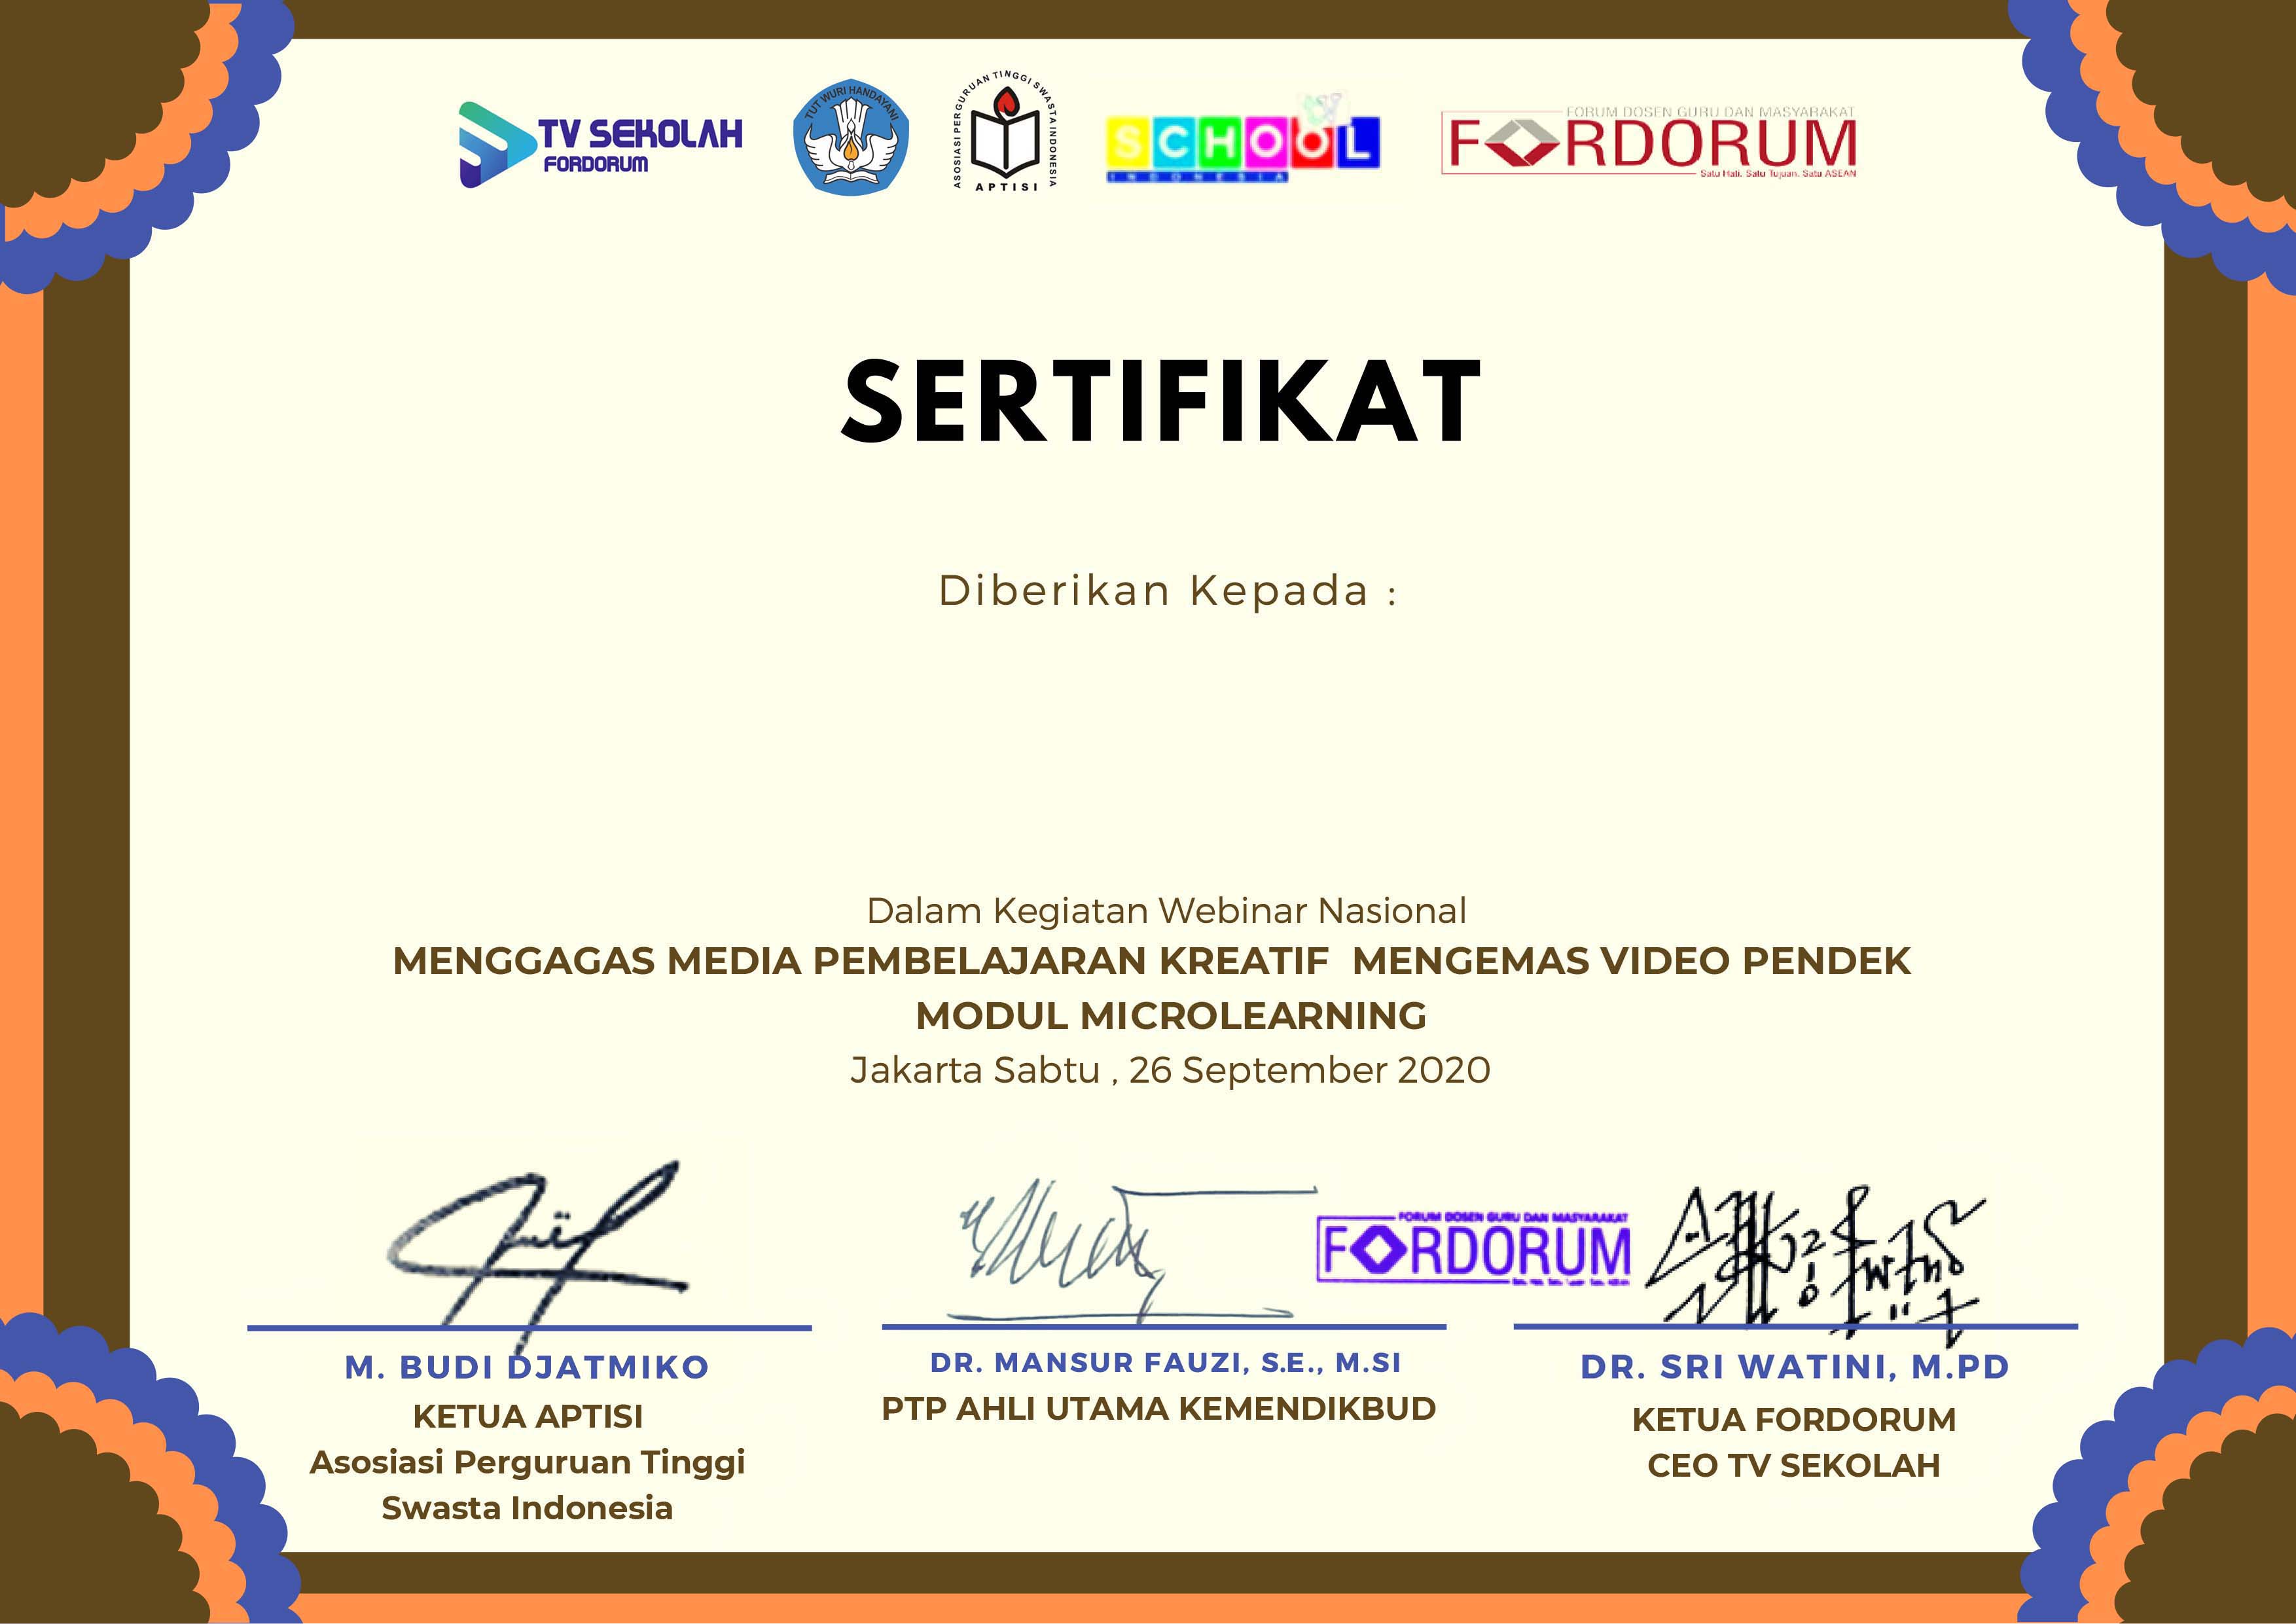 TV SEKOLAH
FORDORUM
TUT WURI HANDAYANI
ASOSIASI PERGURUAN TINGGI SWASTA INDONESIA
APTISI
SCHOOL
INDONESIA
FORUM DOSEN GURU DAN MASYARAKAT
FORDORUM
Satu Hati. Satu Tujuan. Satu ASEAN
SERTIFIKAT
Diberikan Kepada :
Dalam Kegiatan Webinar Nasional
MENGGAGAS MEDIA PEMBELAJARAN KREATIF  MENGEMAS VIDEO PENDEK
MODUL MICROLEARNING
Jakarta Sabtu , 26 September 2020
FORUM DOSEN GURU DAN MASYARAKAT
FORDORUM
M. BUDI DJATMIKO
KETUA APTISI
Asosiasi Perguruan Tinggi
Swasta Indonesia
DR. MANSUR FAUZI, S.E., M.SI
PTP AHLI UTAMA KEMENDIKBUD
DR. SRI WATINI, M.PD
KETUA FORDORUM
CEO TV SEKOLAH